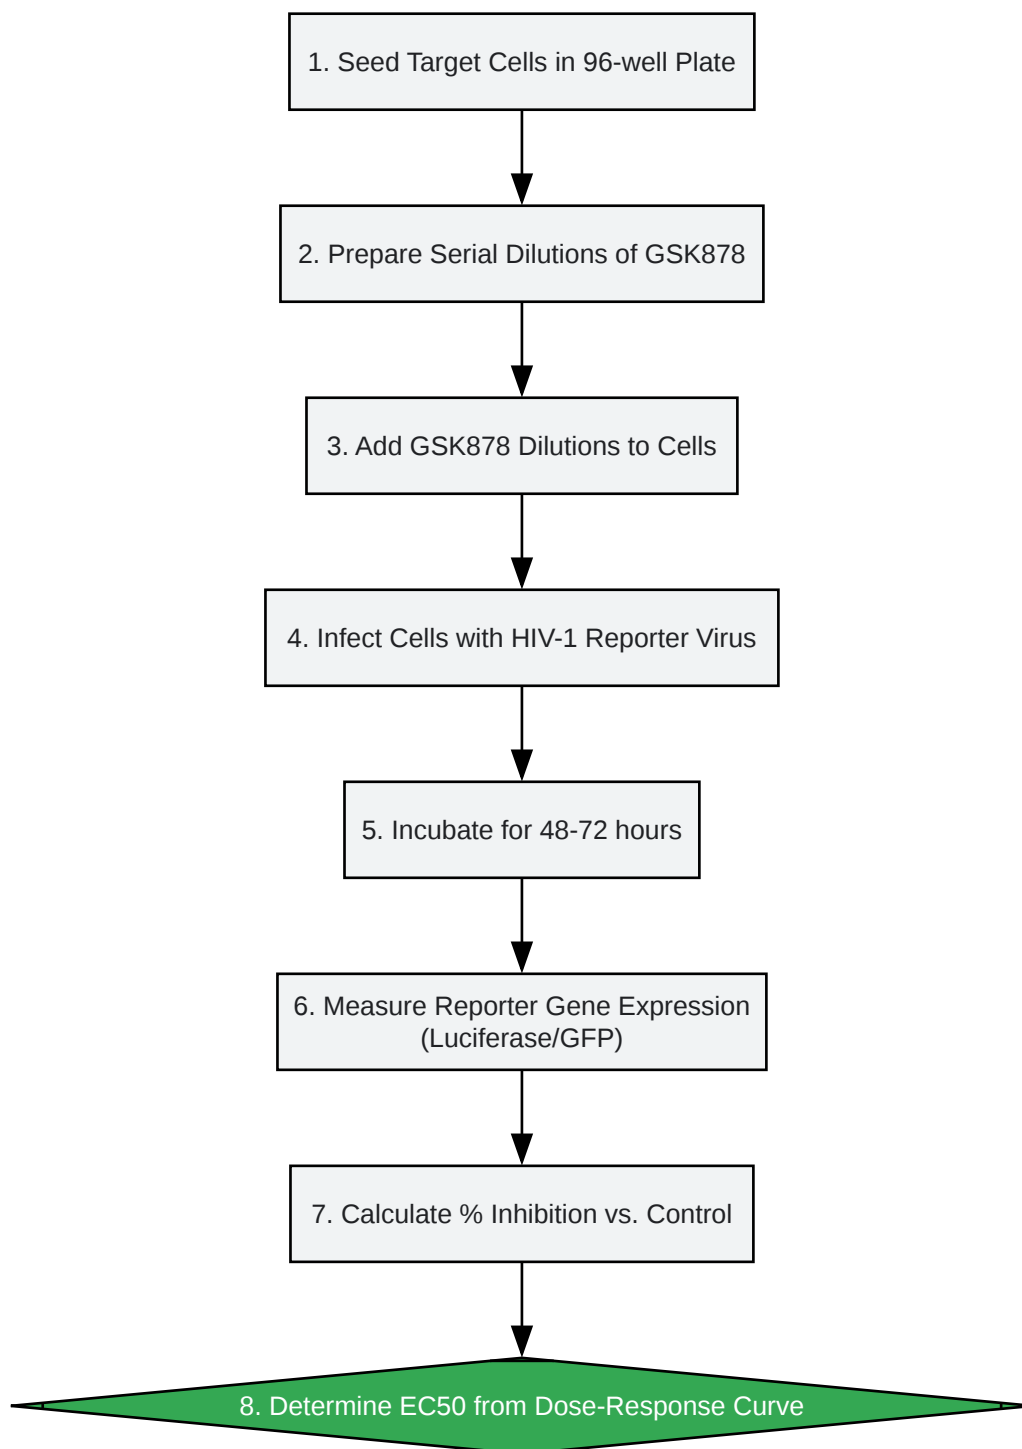 1. Seed Target Cells in 96-well Plate
2. Prepare Serial Dilutions of GSK878
3. Add GSK878 Dilutions to Cells
4. Infect Cells with HIV-1 Reporter Virus
5. Incubate for 48-72 hours
6. Measure Reporter Gene Expression
(Luciferase/GFP)
7. Calculate % Inhibition vs. Control
8. Determine EC50 from Dose-Response Curve